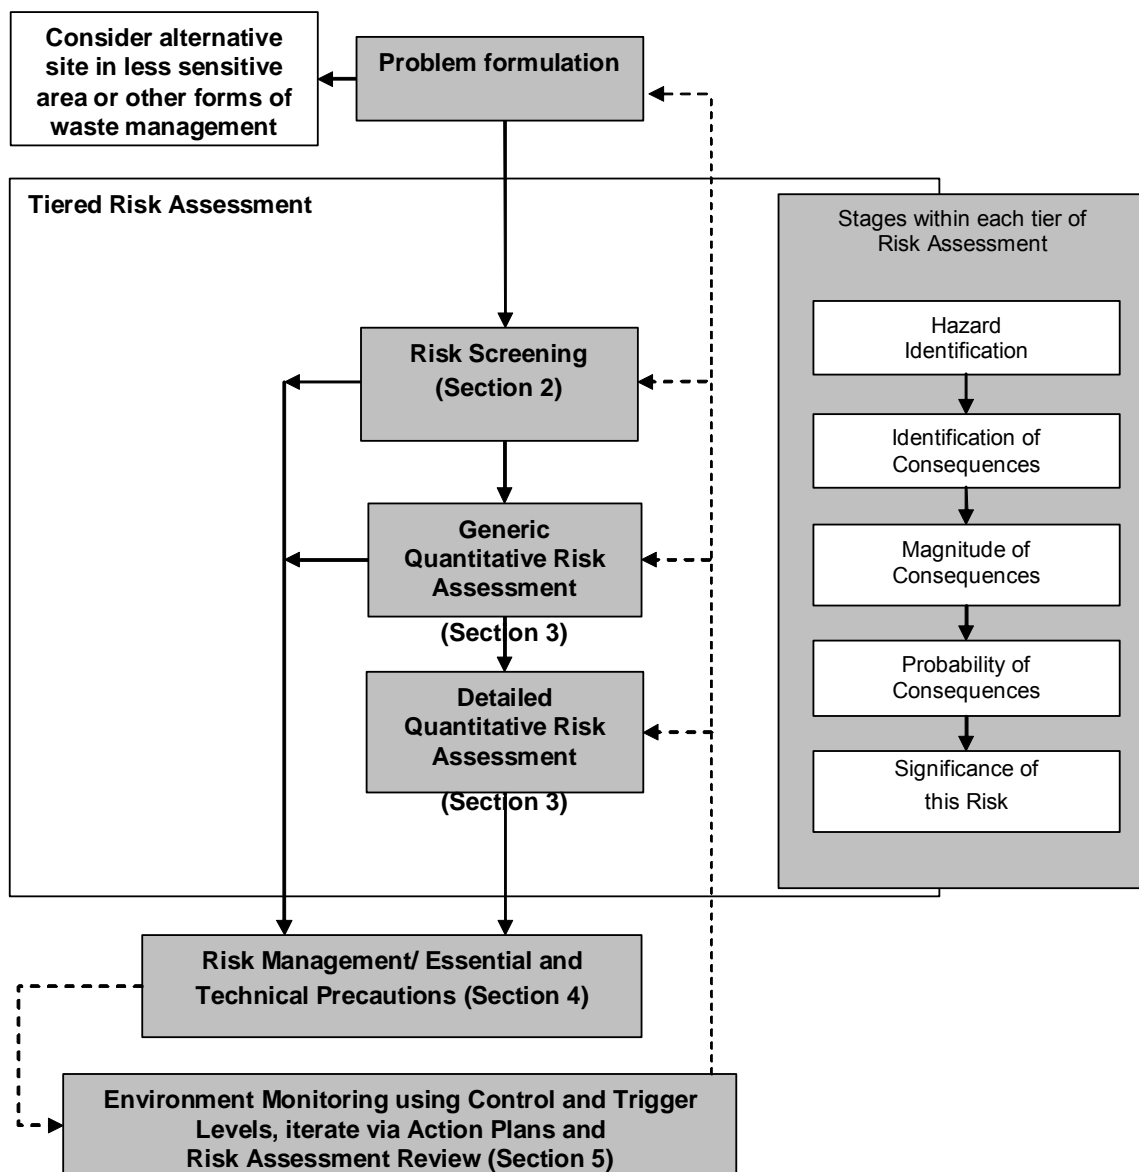 Consider alternative
site in less sensitive
area or other forms of
waste management
Problem formulation
Tiered Risk Assessment
Stages within each tier of
Risk Assessment
Hazard
Identification
Risk Screening
(Section 2)
Identification of
Consequences
Generic
Quantitative Risk
Assessment
(Section 3)
Magnitude of
Consequences
Probability of
Consequences
Detailed
Quantitative Risk
Assessment
(Section 3)
Significance of
this Risk
Risk Management/ Essential and
Technical Precautions (Section 4)
Environment Monitoring using Control and Trigger
Levels, iterate via Action Plans and
Risk Assessment Review (Section 5)